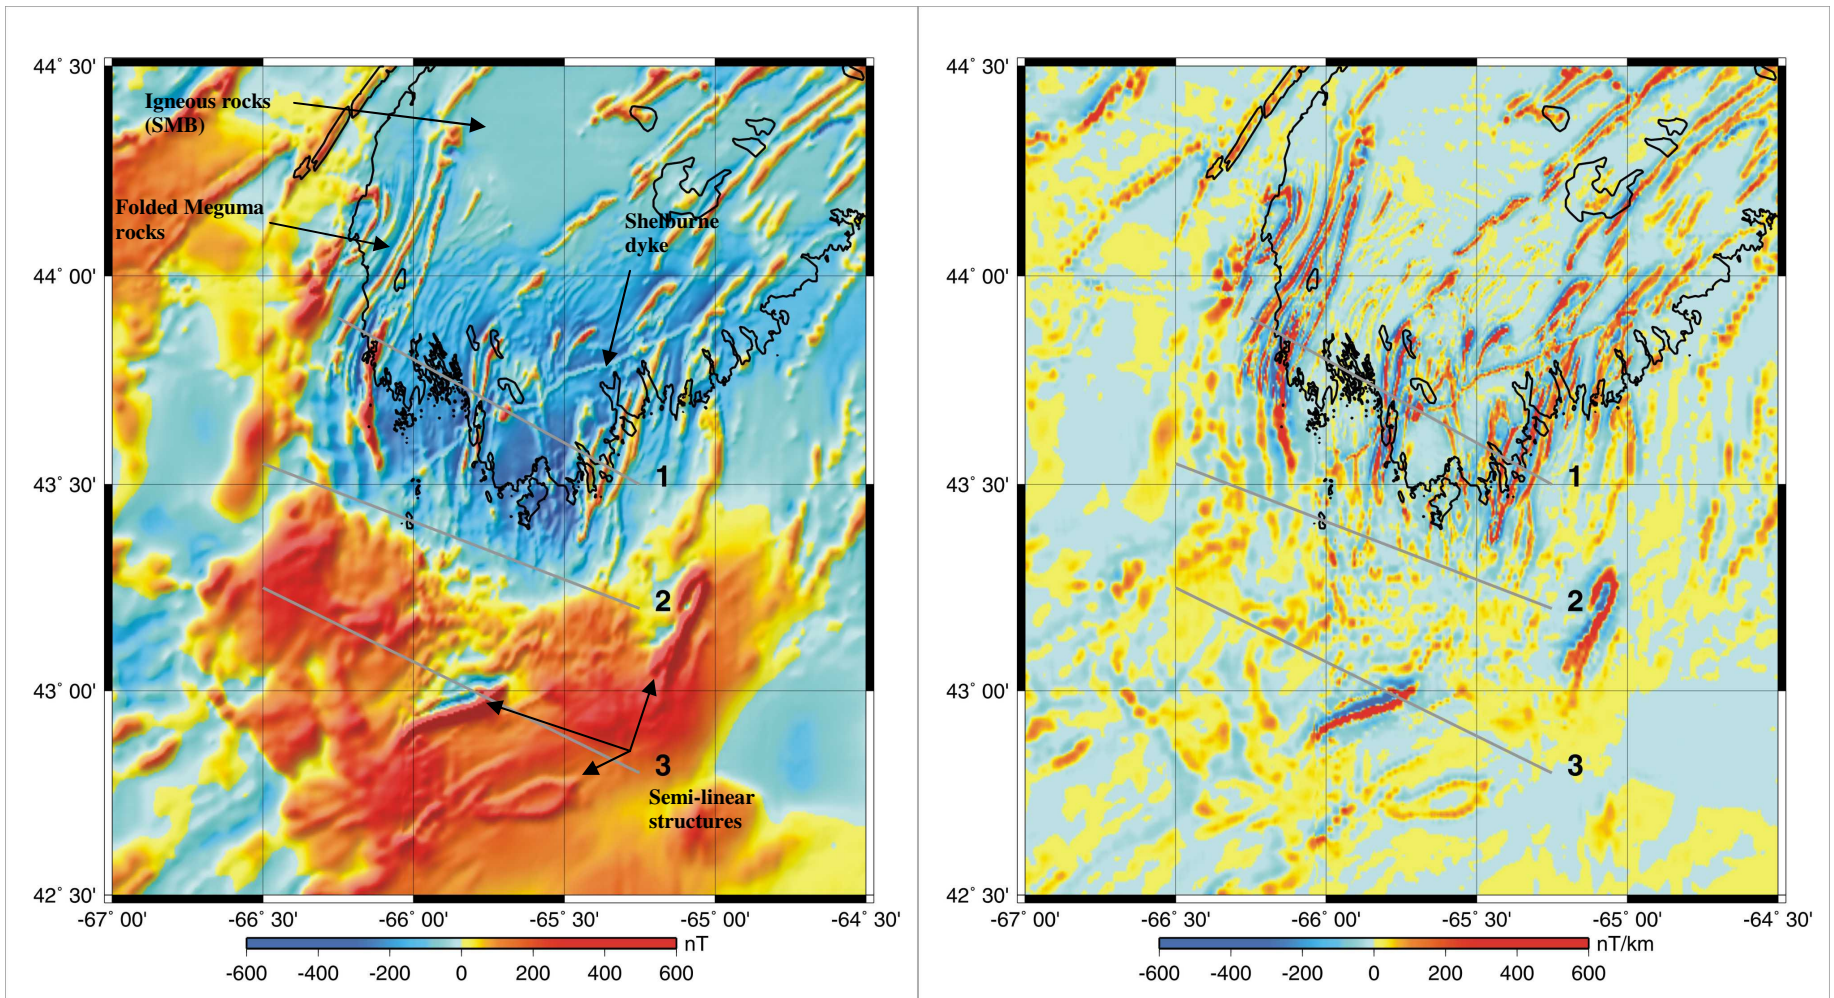 44° 30'
Igneous rocks
(SMB)
Folded Meguma
rocks
Shelburne
dyke
44° 00'
1
43° 30'
2
43° 00'
3
Semi-linear
structures
42° 30'
-67° 00' -66° 30' -66° 00' -65° 30' -65° 00' -64° 30'
nT
-600 -400 -200 0 200 400 600
44° 30'
44° 00'
1
43° 30'
2
43° 00'
3
42° 30'
-67° 00' -66° 30' -66° 00' -65° 30' -65° 00' -64° 30'
nT/km
-600 -400 -200 0 200 400 600